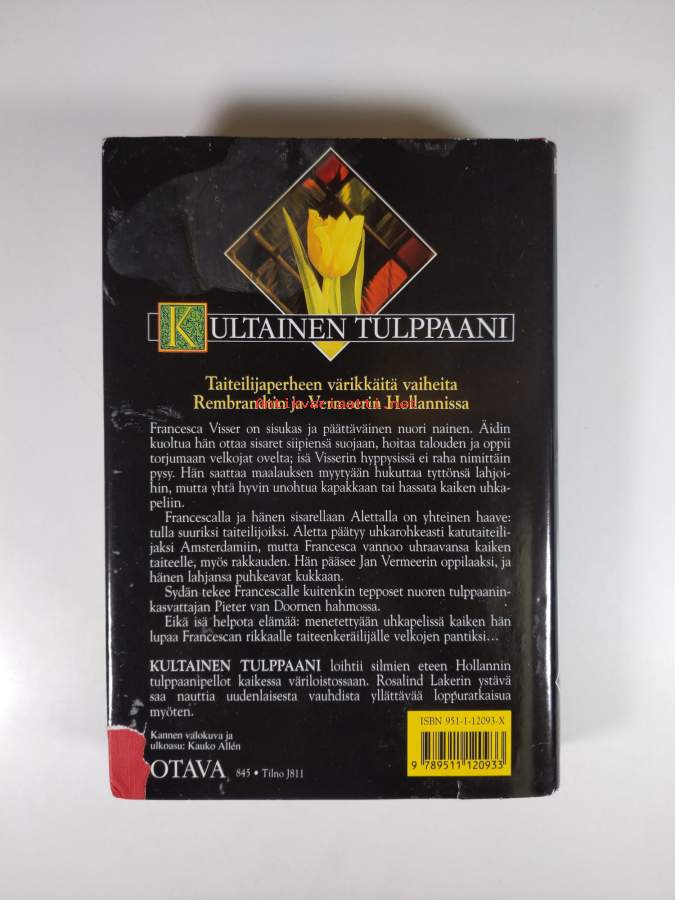 KULTAINEN TULPPAANI
Taiteilijaperheen värikkäitä vaiheita
Rembrandtin ja Vermeerin Hollannissa
antikvariaatti.net
Francesca Visser on sisukas ja päättäväinen nuori nainen. Äidin
kuoltua hän ottaa sisaret siipiensä suojaan, hoitaa talouden ja oppii
torjumaan velkojat ovelta; isä Visserin hyppysissä ei raha nimittäin
pysy. Hän saattaa maalauksen myytyään hukuttaa tyttönsä lahjoi-
hin, mutta yhtä hyvin unohtua kapakkaan tai hassata kaiken uhka-
peliin.
Francescalla ja hänen sisarellaan Alettalla on yhteinen haave:
tulla suuriksi taiteilijoiksi. Aletta päätyy uhkarohkeasti katutaiteili-
jaksi Amsterdamiin, mutta Francesca vannoo uhraavansa kaiken
taiteelle, myös rakkauden. Hän pääsee Jan Vermeerin oppilaaksi, ja
hänen lahjansa puhkeavat kukkaan.
Sydän tekee Francescalle kuitenkin tepposet nuoren tulppaanin-
kasvattajan Pieter van Doornen hahmossa.
Eikä isä helpota elämää: menetettyään uhkapelissä kaiken hän
lupaa Francescan rikkaalle taiteenkeräilijälle velkojen pantiksi...
KULTAINEN TULPPAANI loihtii silmien eteen Hollannin
tulppaanipellot kaikessa väriloistossaan. Rosalind Lakerin ystävä
saa nauttia uudenlaisesta vauhdista yllättävää loppuratkaisua
myöten.
ISBN 951-1-12093-X
Kannen valokuva ja
ulkoasu: Kauko Allén
OTAVA 845 • Tilno J811
9 789511 120933